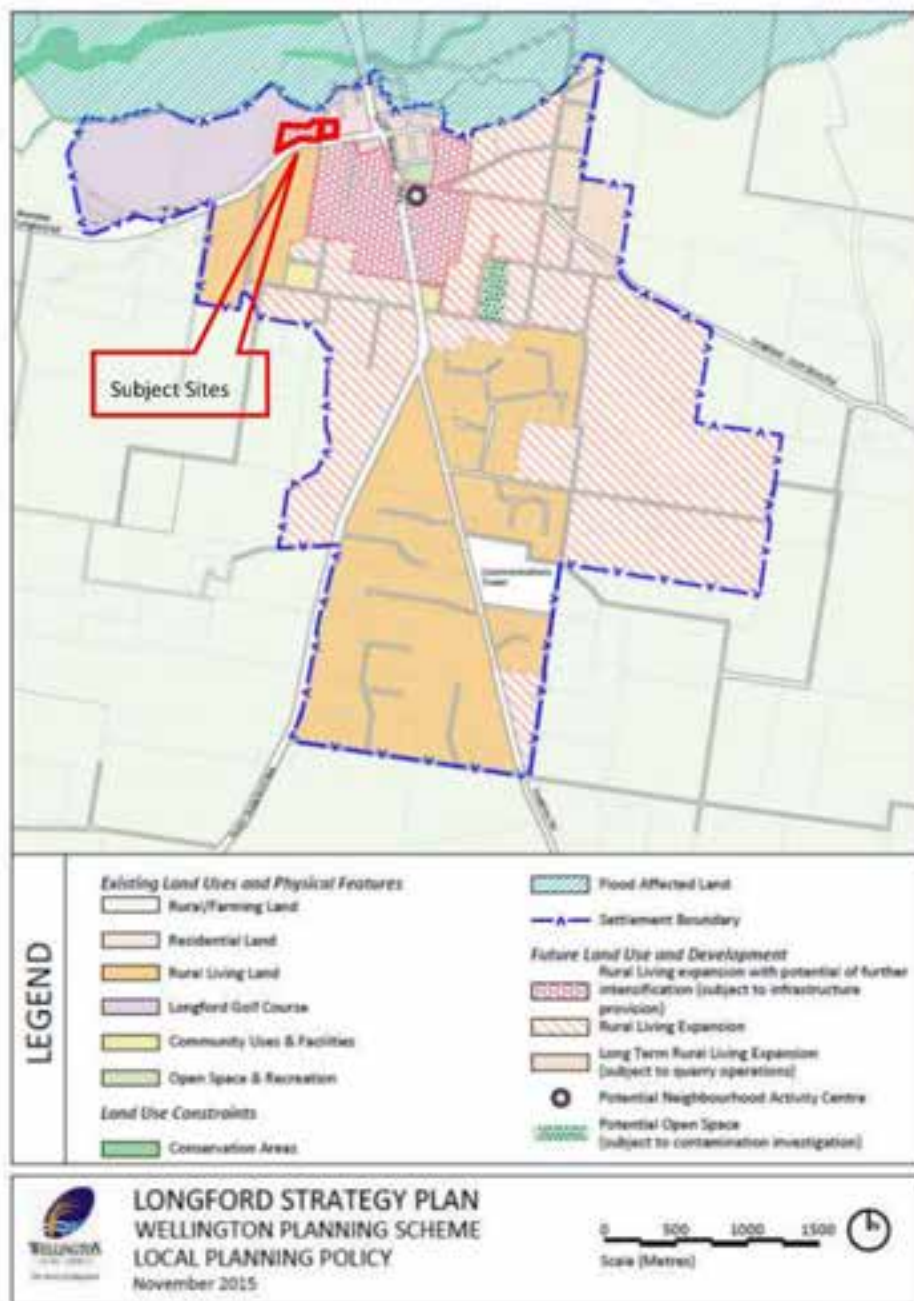 Subject Sites
LEGEND
Existing Land Uses and Physical Features
Rural/Farming Land
Residential Land
Rural Living Land
Longford Golf Course
Community Uses & Facilities
Open Space & Recreation
Land Use Constraints
Conservation Areas
Flood Affected Land
Settlement Boundary
Future Land Use and Development
Rural Living expansion with potential of further
intensification (subject to infrastructure
provision)
Rural Living Expansion
Long Term Rural Living Expansion
(subject to quarry operations)
Potential Neighbourhood Activity Centre
Potential Open Space
(subject to contamination investigation)
WELLINGTON
LONGFORD STRATEGY PLAN
WELLINGTON PLANNING SCHEME
LOCAL PLANNING POLICY
November 2015
0 500 1000 1500
Scale (Metres)